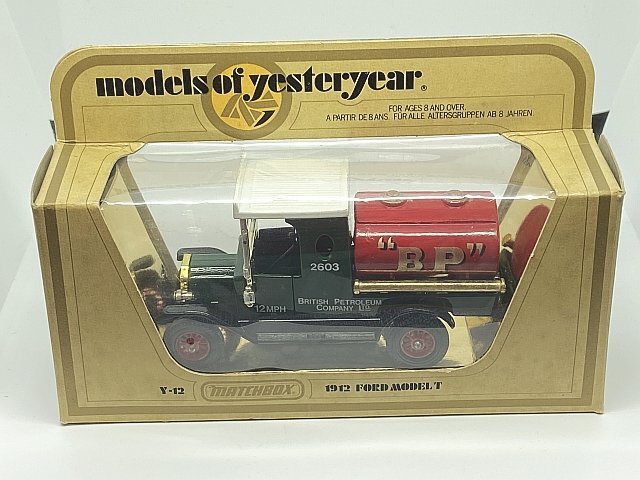 models of yesteryear®
FOR AGES 8 AND OVER.
A PARTIR DE 8 ANS. FÜR ALLE ALTERSGRUPPEN AB 8 JAHREN.
"BP"
2603
12 MPH
BRITISH PETROLEUM
COMPANY LTD
Y-12 MATCHBOX 1912 FORD MODEL T